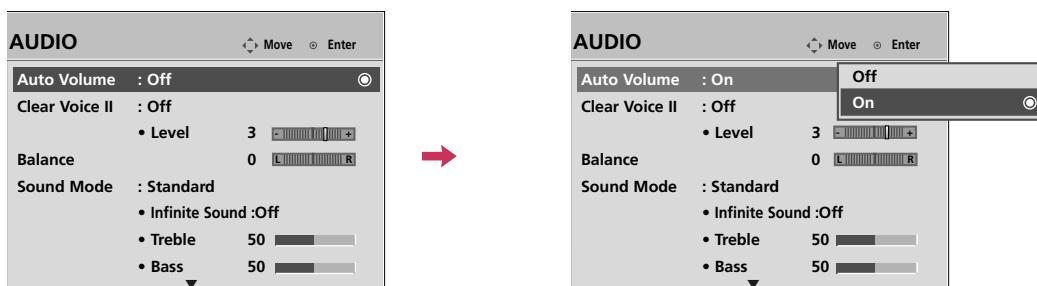 AUDIO
Move Enter
Auto Volume : Off
Clear Voice II : Off
• Level 3 - +
Balance 0 L R
Sound Mode : Standard
• Infinite Sound :Off
• Treble 50
• Bass 50
AUDIO
Move Enter
Auto Volume : On
Off
On
Clear Voice II : Off
• Level 3 - +
Balance 0 L R
Sound Mode : Standard
• Infinite Sound :Off
• Treble 50
• Bass 50